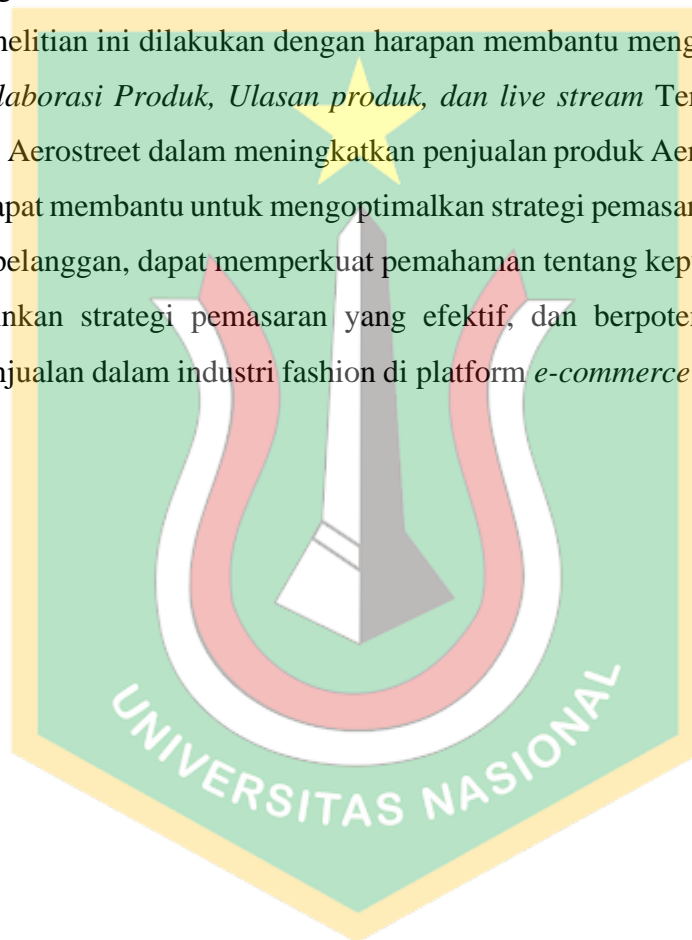 nelitian ini dilakukan dengan harapan membantu meng
laborasi Produk, Ulasan produk, dan live stream Ter
Aerostreet dalam meningkatkan penjualan produk Aer
apat membantu untuk mengoptimalkan strategi pemasar
pelanggan, dapat memperkuat pemahaman tentang kepu
nkan strategi pemasaran yang efektif, dan berpoten
njualan dalam industri fashion di platform e-commerce
UNIVERSITAS NASIONAL